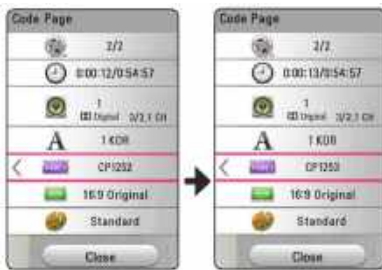 Code Page
2/2
0:00:12/0:54:57
1
Digital 3/2.1 CH
A 1 KOR
CP1252
16:9 Original
Standard
Close
Code Page
2/2
0:00:13/0:54:57
1
Digital 3/2.1 CH
A 1 KOR
CP1253
16:9 Original
Standard
Close